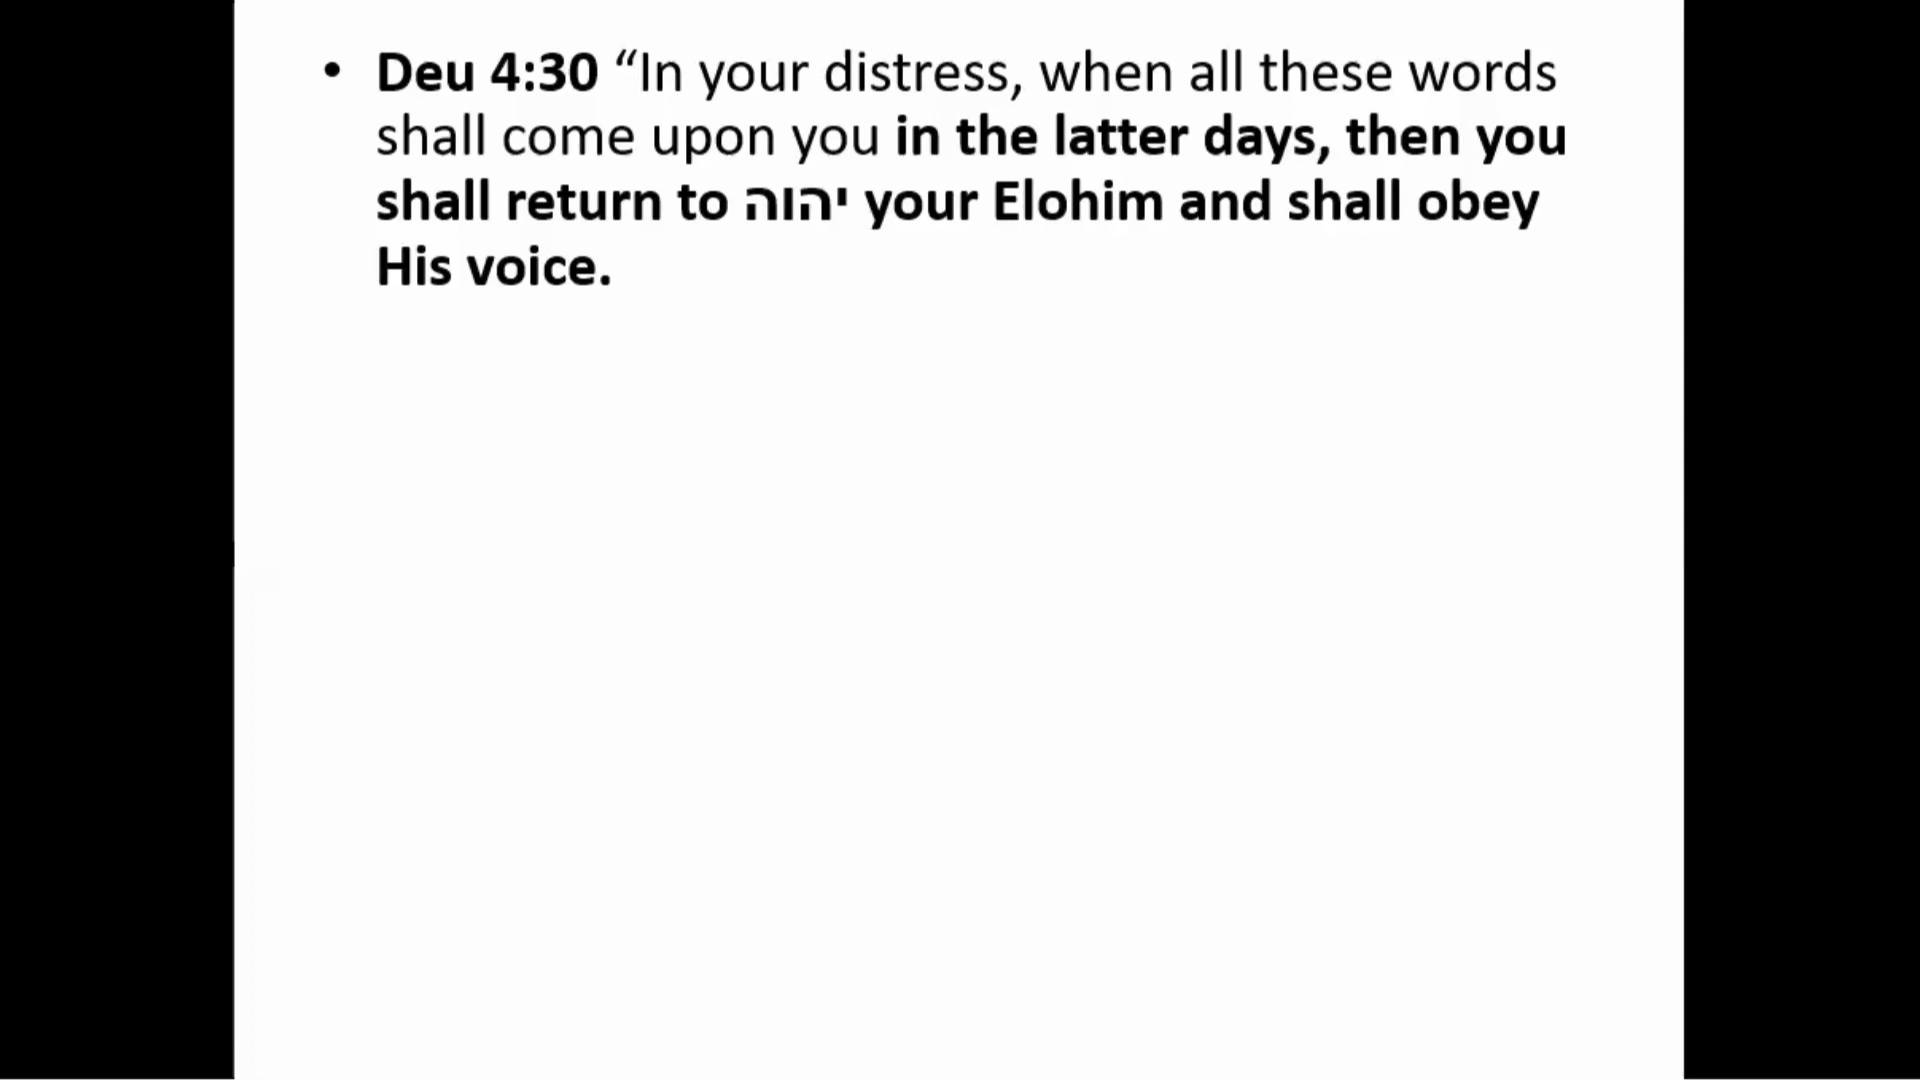 • Deu 4:30 “In your distress, when all these words
shall come upon you in the latter days, then you
shall return to יהוה your Elohim and shall obey
His voice.